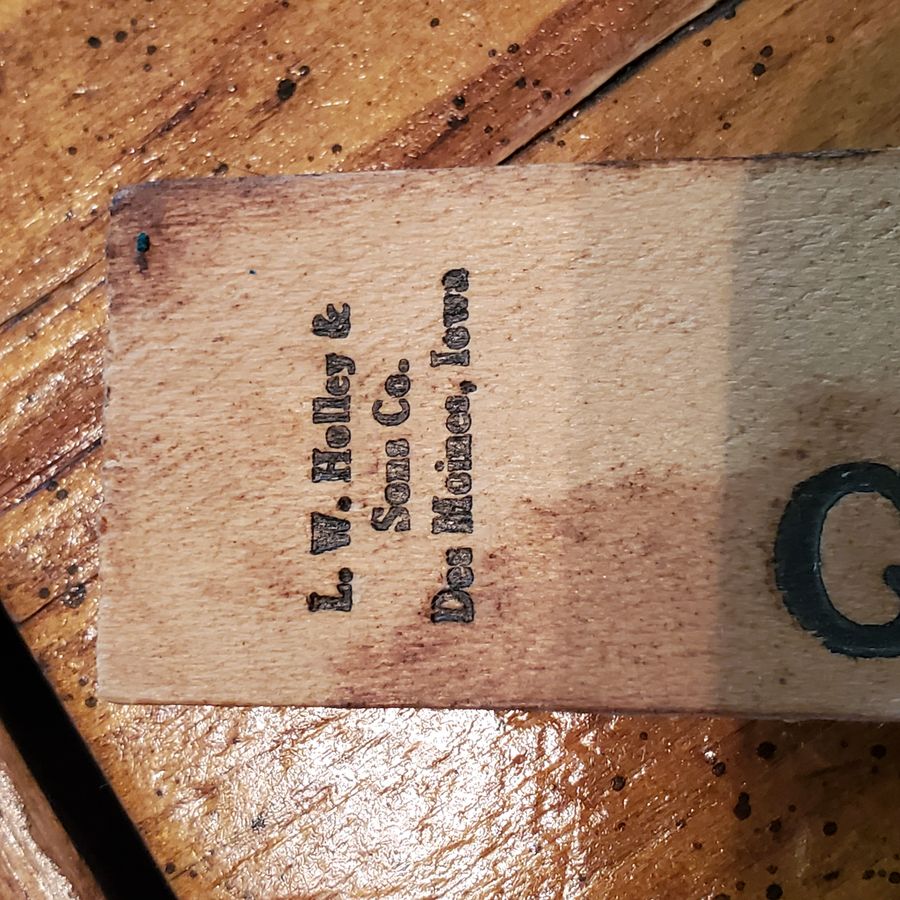 L. W. Holley &
Sons Co.
Des Moines, Iowa